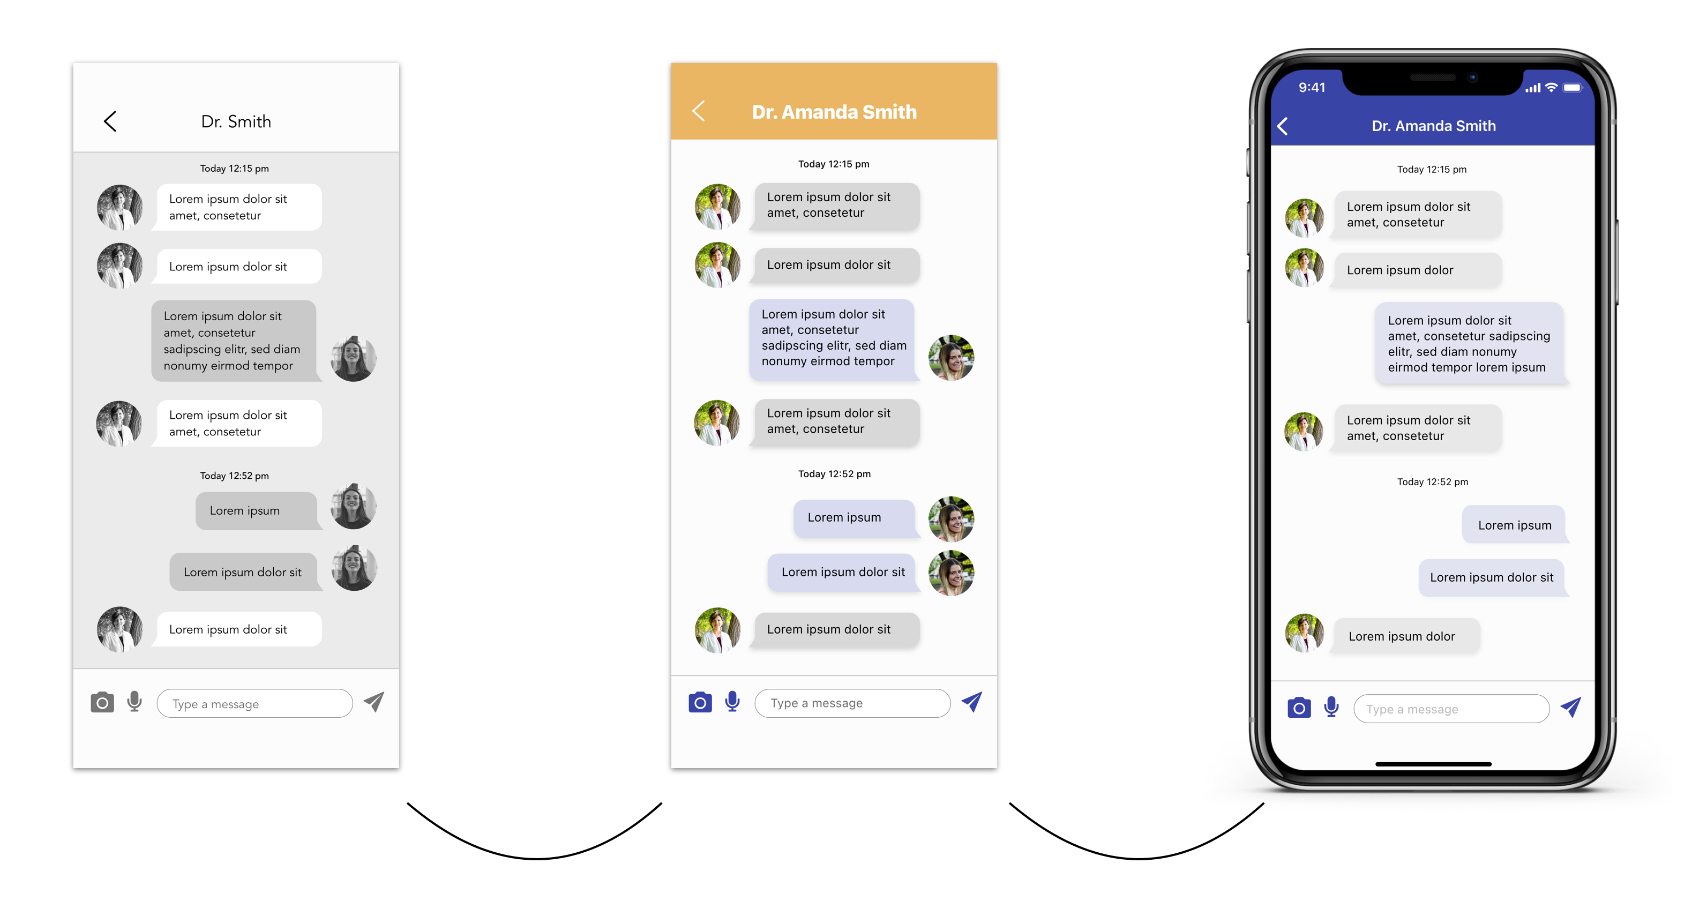 Dr. Smith
Today 12:15 pm
Lorem ipsum dolor sit
amet, consetetur
Lorem ipsum dolor sit
Lorem ipsum dolor sit
amet, consetetur
sadipscing elitr, sed diam
nonumy eirmod tempor
Lorem ipsum dolor sit
amet, consetetur
Today 12:52 pm
Lorem ipsum
Lorem ipsum dolor sit
Lorem ipsum dolor sit
Type a message
Dr. Amanda Smith
Today 12:15 pm
Lorem ipsum dolor sit
amet, consetetur
Lorem ipsum dolor sit
Lorem ipsum dolor sit
amet, consetetur
sadipscing elitr, sed diam
nonumy eirmod tempor
Lorem ipsum dolor sit
amet, consetetur
Today 12:52 pm
Lorem ipsum
Lorem ipsum dolor sit
Lorem ipsum dolor sit
Type a message
9:41
Dr. Amanda Smith
Today 12:15 pm
Lorem ipsum dolor sit
amet, consetetur
Lorem ipsum dolor
Lorem ipsum dolor sit
amet, consetetur sadipscing
elitr, sed diam nonumy
eirmod tempor lorem ipsum
Lorem ipsum dolor sit
amet, consetetur
Today 12:52 pm
Lorem ipsum
Lorem ipsum dolor sit
Lorem ipsum dolor
Type a message